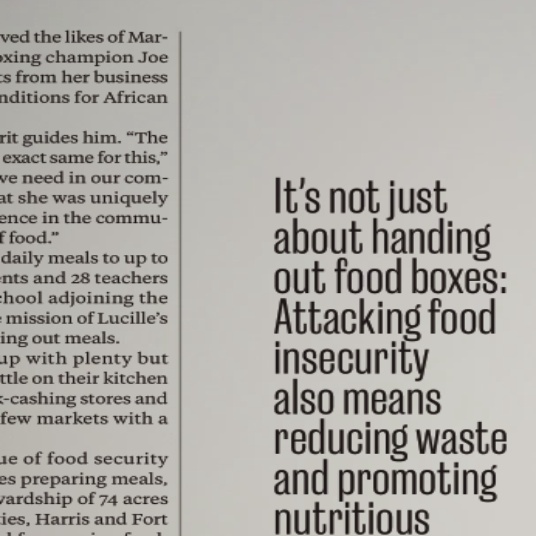 ved the likes of Mar-
oxing champion Joe
ts from her business
nditions for African
rit guides him. “The
exact same for this,”
we need in our com-
at she was uniquely
ence in the commu-
f food.”
daily meals to up to
ents and 28 teachers
chool adjoining the
mission of Lucille’s
ing out meals.
up with plenty but
ttle on their kitchen
k-cashing stores and
few markets with a
ue of food security
es preparing meals,
wardship of 74 acres
ties, Harris and Fort
It’s not just
about handing
out food boxes:
Attacking food
insecurity
also means
reducing waste
and promoting
nutritious